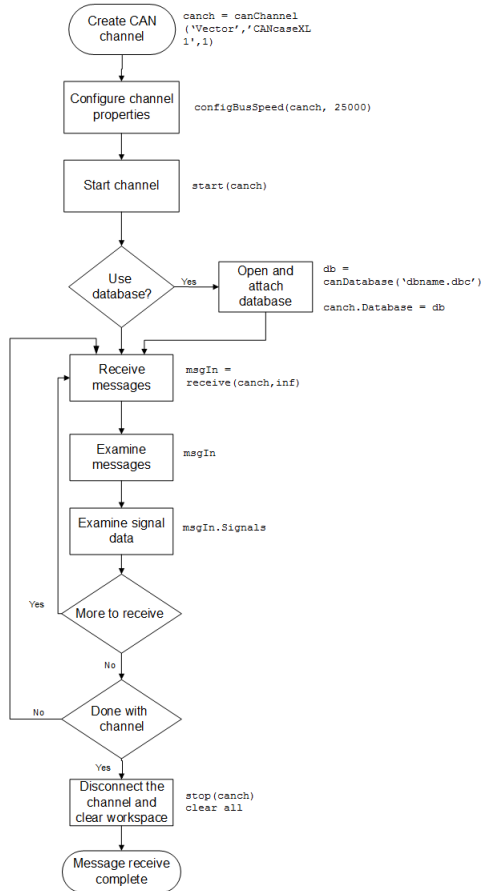 Create CAN
channel
canch = canChannel
(‘Vector’,’CANcaseXL
1',1)
Configure channel
properties
configBusSpeed(canch, 25000)
Start channel
start(canch)
Use
database?
Yes
Open and
attach
database
db =
canDatabase(‘dbname.dbc’)
canch.Database = db
Receive
messages
msgIn =
receive(canch,inf)
Examine
messages
msgIn
Examine signal
data
msgIn.Signals
Yes
More to receive
No
No
Done with
channel
Yes
Disconnect the
channel and
clear workspace
stop(canch)
clear all
Message receive
complete